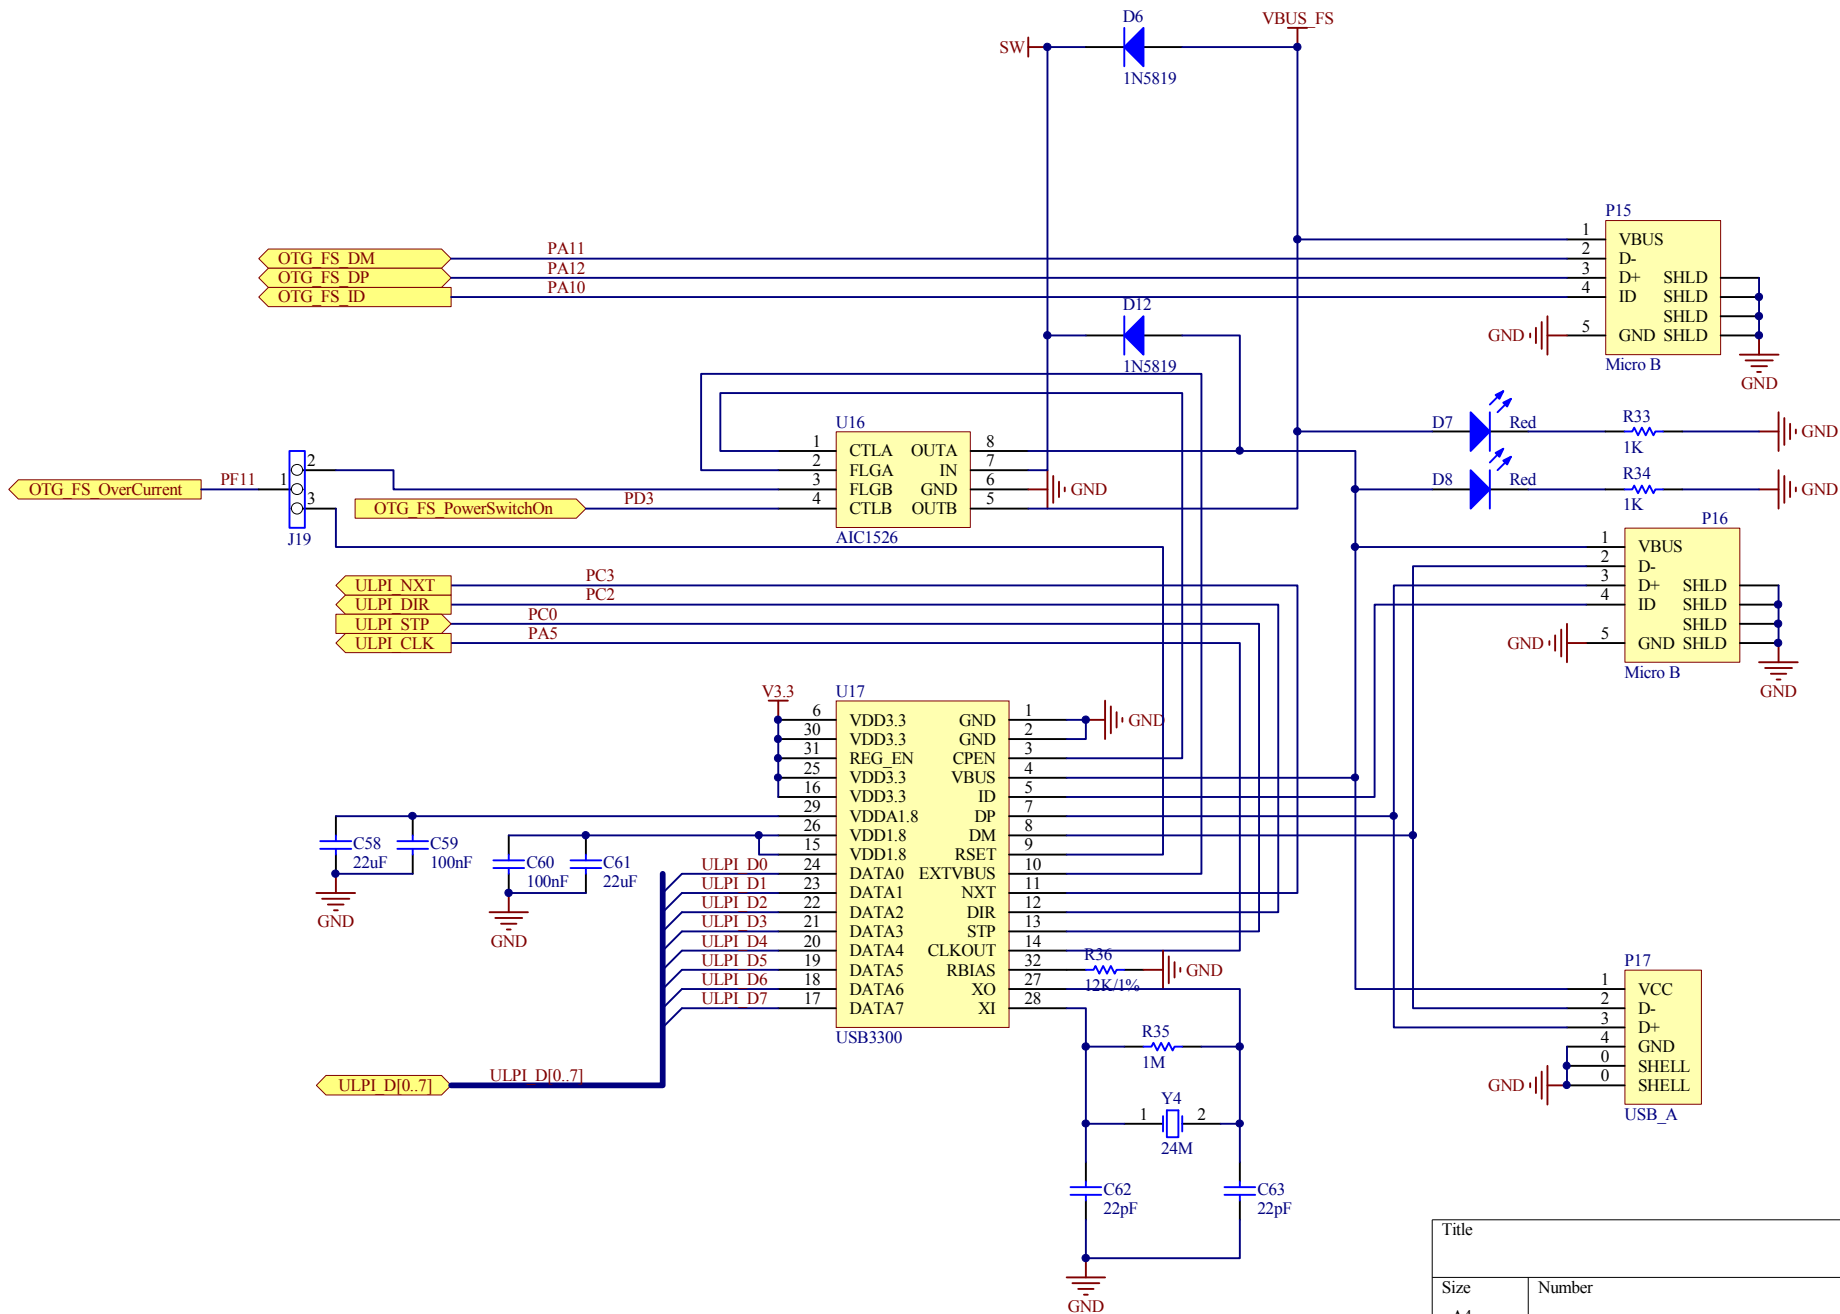 D6
VBUS_FS
SW
1N5819
P15
OTG_FS_DM
PA11
1
VBUS
OTG_FS_DP
PA12
2
D-
OTG_FS_ID
PA10
3
D+ SHLD
4
ID SHLD
SHLD
GND
5
GND SHLD
D12
1N5819
Micro B
GND
U16
D7
Red
R33
GND
1K
1
CTLA OUTA
8
2
FLGA IN
7
3
FLGB GND
6
GND
4
CTLB OUTB
5
AIC1526
D8
Red
R34
GND
1K
OTG_FS_OverCurrent
PF11
2
1
3
J19
OTG_FS_PowerSwitchOn
PD3
P16
1
VBUS
2
D-
3
D+ SHLD
4
ID SHLD
SHLD
GND
5
GND SHLD
Micro B
GND
ULPI_NXT
PC3
ULPI_DIR
PC2
ULPI_STP
PC0
ULPI_CLK
PA5
V3.3
U17
6
VDD3.3 GND
1
GND
30
VDD3.3 GND
2
31
REG_EN CPEN
3
25
VDD3.3 VBUS
4
16
VDD3.3 ID
5
29
VDDA1.8 DP
7
26
VDD1.8 DM
8
15
VDD1.8 RSET
9
ULPI_D0
24
DATA0 EXTVBUS
10
ULPI_D1
23
DATA1 NXT
11
ULPI_D2
22
DATA2 DIR
12
ULPI_D3
21
DATA3 STP
13
ULPI_D4
20
DATA4 CLKOUT
14
ULPI_D5
19
DATA5 RBIAS
32
ULPI_D6
18
DATA6 XO
27
ULPI_D7
17
DATA7 XI
28
USB3300
C58
22uF
C59
100nF
GND
C60
100nF
C61
22uF
GND
R36
12K/1%
GND
ULPI_D[0..7]
ULPI_D[0..7]
R35
1M
Y4
1
2
24M
C62
22pF
C63
22pF
GND
P17
1
VCC
2
D-
3
D+
4
GND
0
SHELL
GND
0
SHELL
USB_A
Title
Size
Number